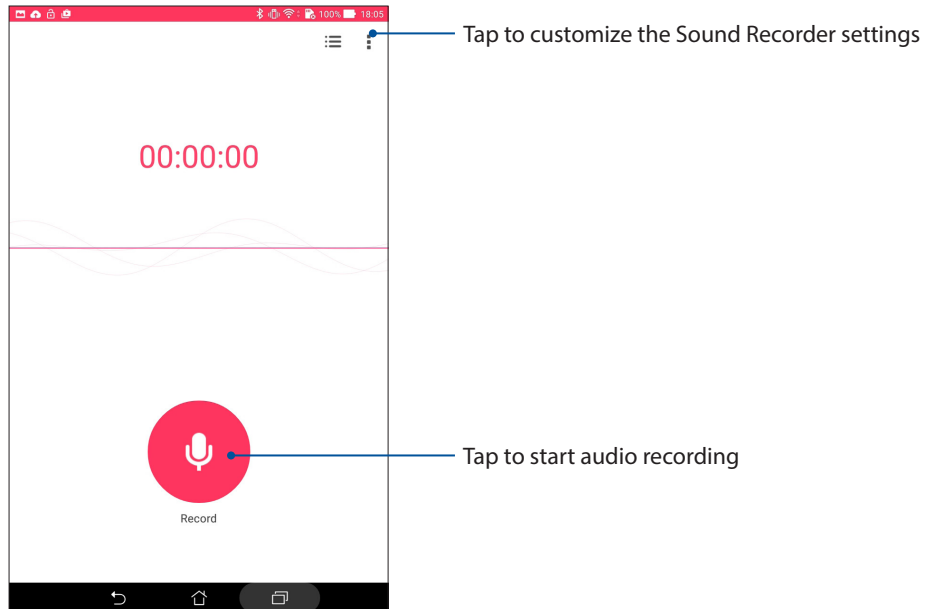 100% 18:05
Tap to customize the Sound Recorder settings
00:00:00
Tap to start audio recording
Record